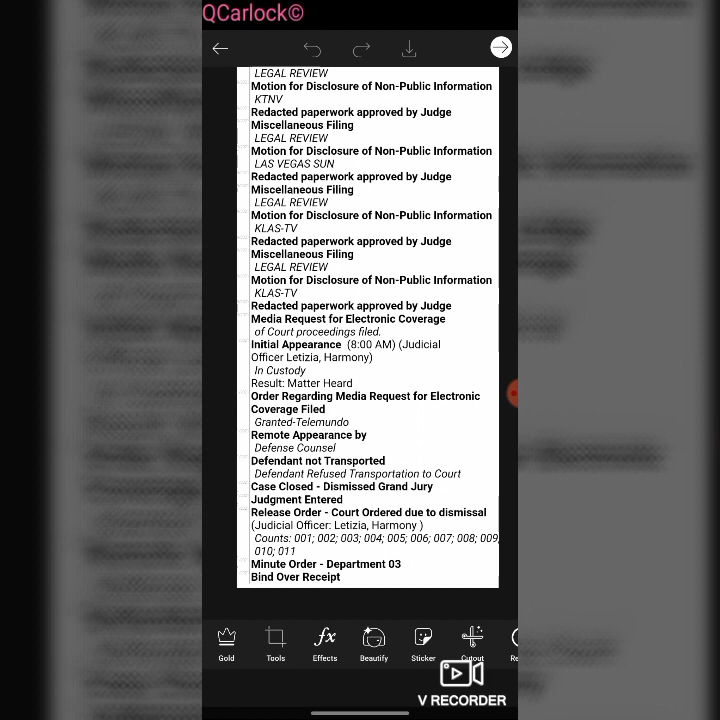 QCarlock©
LEGAL REVIEW
Motion for Disclosure of Non-Public Information
KTNV
Redacted paperwork approved by Judge
Miscellaneous Filing
LEGAL REVIEW
Motion for Disclosure of Non-Public Information
LAS VEGAS SUN
Redacted paperwork approved by Judge
Miscellaneous Filing
LEGAL REVIEW
Motion for Disclosure of Non-Public Information
KLAS-TV
Redacted paperwork approved by Judge
Miscellaneous Filing
LEGAL REVIEW
Motion for Disclosure of Non-Public Information
KLAS-TV
Redacted paperwork approved by Judge
Media Request for Electronic Coverage
of Court proceedings filed.
Initial Appearance (8:00 AM) (Judicial
Officer Letizia, Harmony)
In Custody
Result: Matter Heard
Order Regarding Media Request for Electronic
Coverage Filed
Granted-Telemundo
Remote Appearance by
Defense Counsel
Defendant not Transported
Defendant Refused Transportation to Court
Case Closed - Dismissed Grand Jury
Judgment Entered
Release Order - Court Ordered due to dismissal
(Judicial Officer: Letizia, Harmony )
Counts: 001; 002; 003; 004; 005; 006; 007; 008; 009;
010; 011
Minute Order - Department 03
Bind Over Receipt
Gold Tools Effects Beautify Sticker Cutout Re
V RECORDER